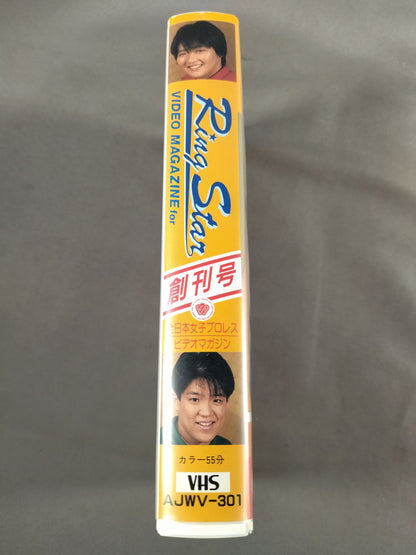 Ring Star
VIDEO MAGAZINE for
創刊号
全日本女子プロレス
ビデオマガジン
カラー55分
VHS
AJWV-301